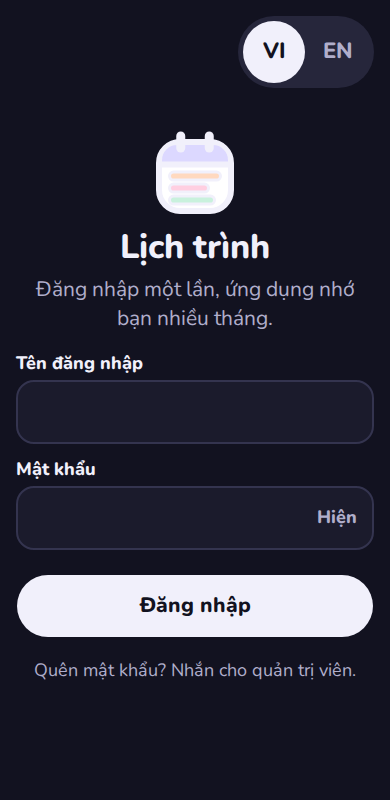 VI EN
Lịch trình
Đăng nhập một lần, ứng dụng nhớ
bạn nhiều tháng.
Tên đăng nhập
Mật khẩu
Hiện
Đăng nhập
Quên mật khẩu? Nhắn cho quản trị viên.